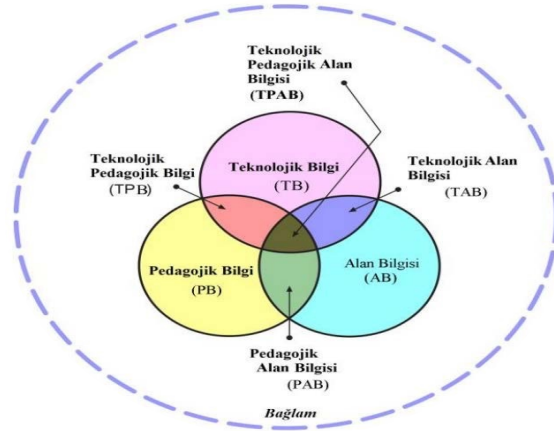 Teknolojik
Pedagojik Alan
Bilgisi
(TPAB)
Teknolojik
Pedagojik Bilgi
(TPB)
Teknolojik Bilgi
(TB)
Teknolojik Alan
Bilgisi
(TAB)
Pedagojik Bilgi
(PB)
Alan Bilgisi
(AB)
Pedagojik
Alan Bilgisi
(PAB)
Bağlam